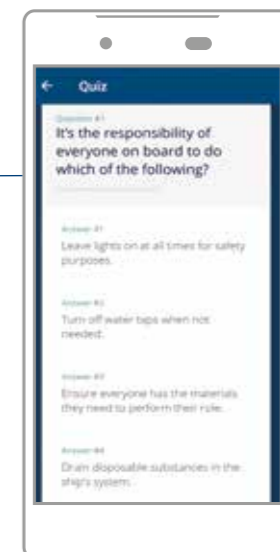 Quiz
Question #1
It's the responsibility of
everyone on board to do
which of the following?
Answer #1
Leave lights on at all times for safety
purposes.
Answer #2
Turn off water taps when not
needed.
Answer #3
Ensure everyone has the materials
they need to perform their role.
Answer #4
Drain disposable substances in the
ship's system.